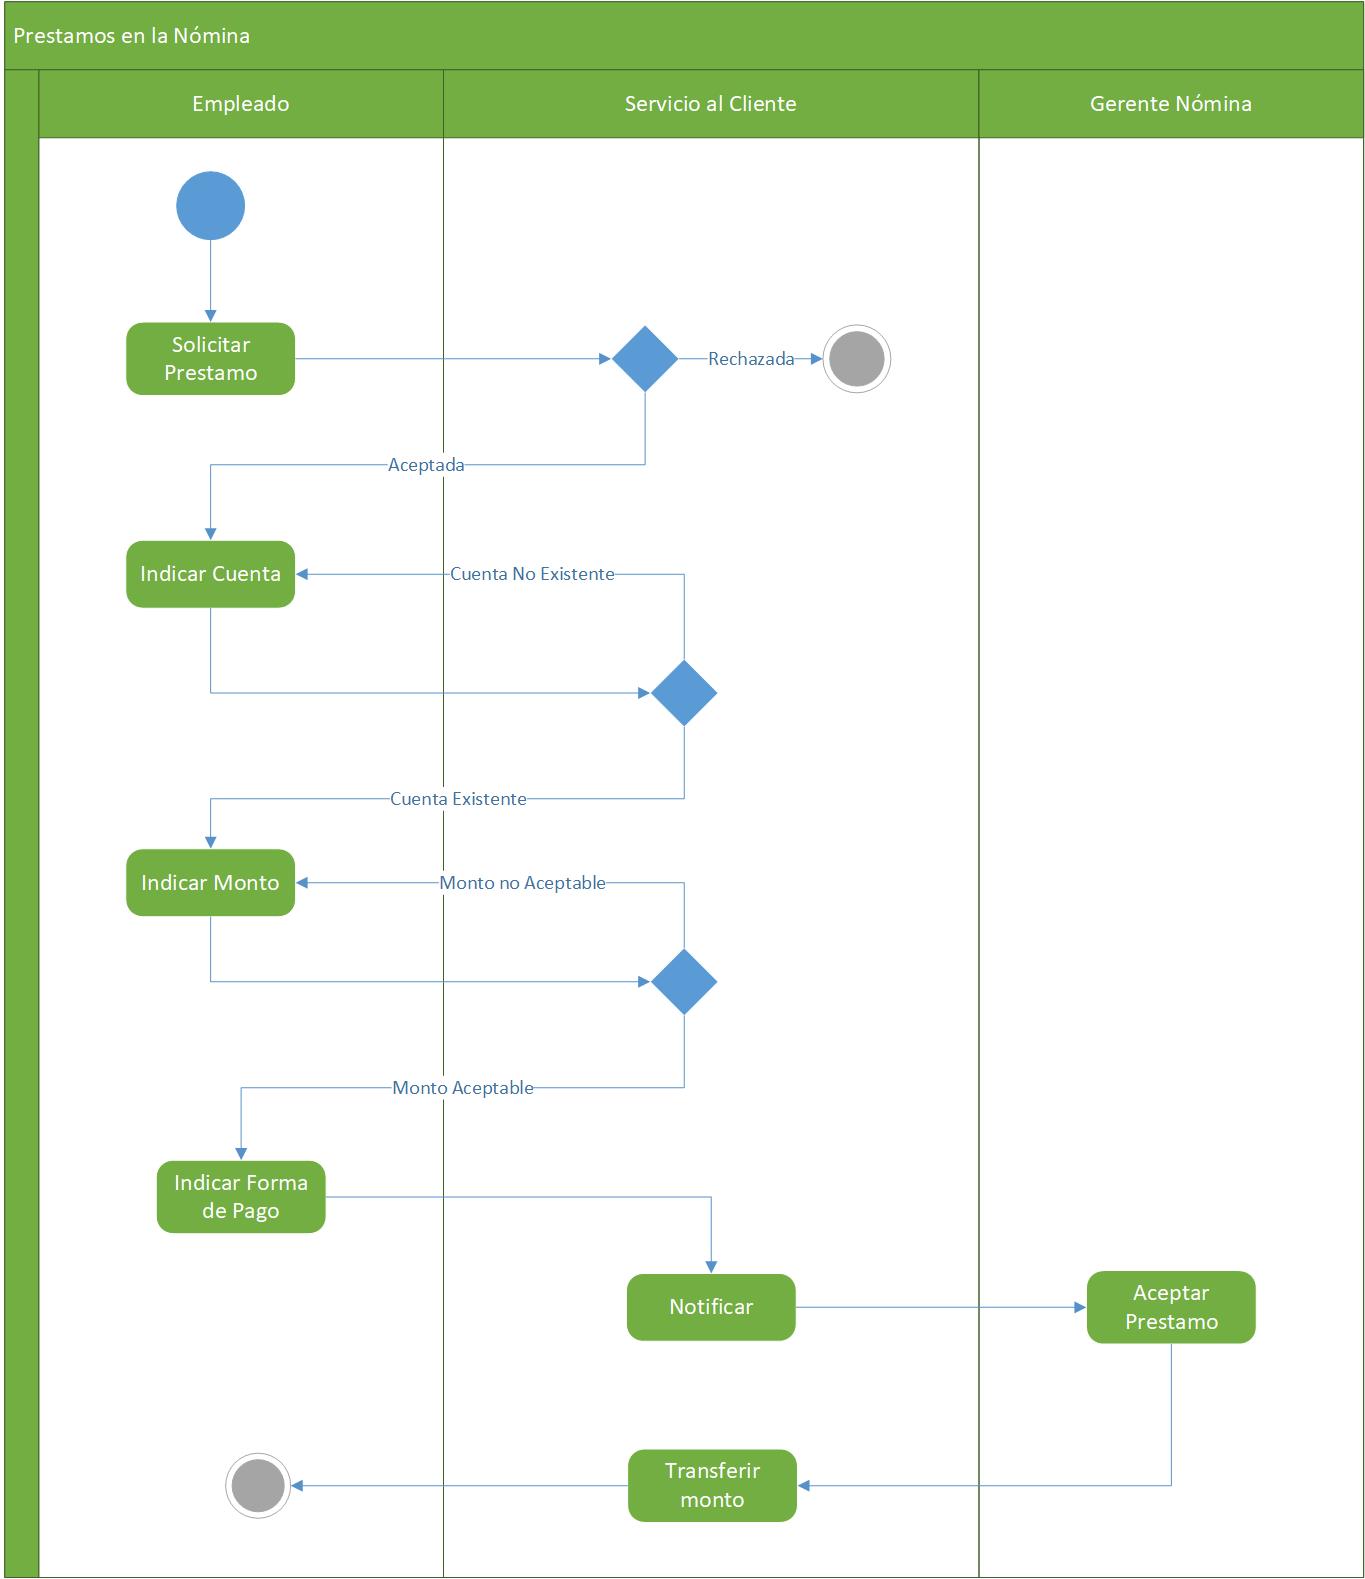 Prestamos en la Nómina
Empleado
Servicio al Cliente
Gerente Nómina
Solicitar
Prestamo
Rechazada
Aceptada
Indicar Cuenta
Cuenta No Existente
Cuenta Existente
Indicar Monto
Monto no Aceptable
Monto Aceptable
Indicar Forma
de Pago
Notificar
Aceptar
Prestamo
Transferir
monto